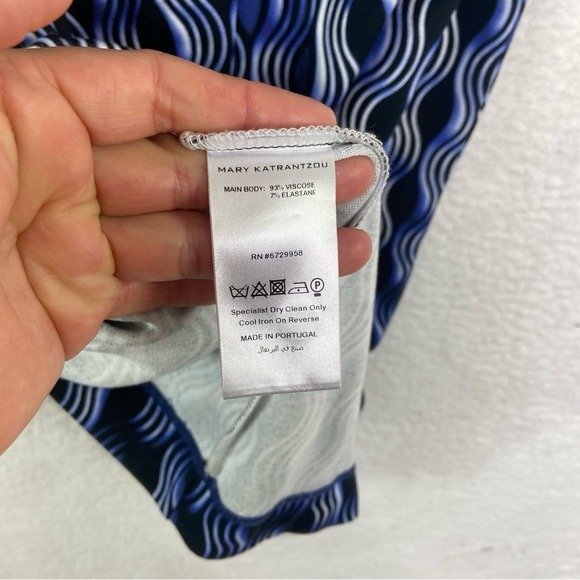 MARY KATRANTZOU
MAIN BODY: 93% VISCOSE
7% ELASTANE
RN #6729958
Specialist Dry Clean Only
Cool Iron On Reverse
MADE IN PORTUGAL
صنع في البرتغال